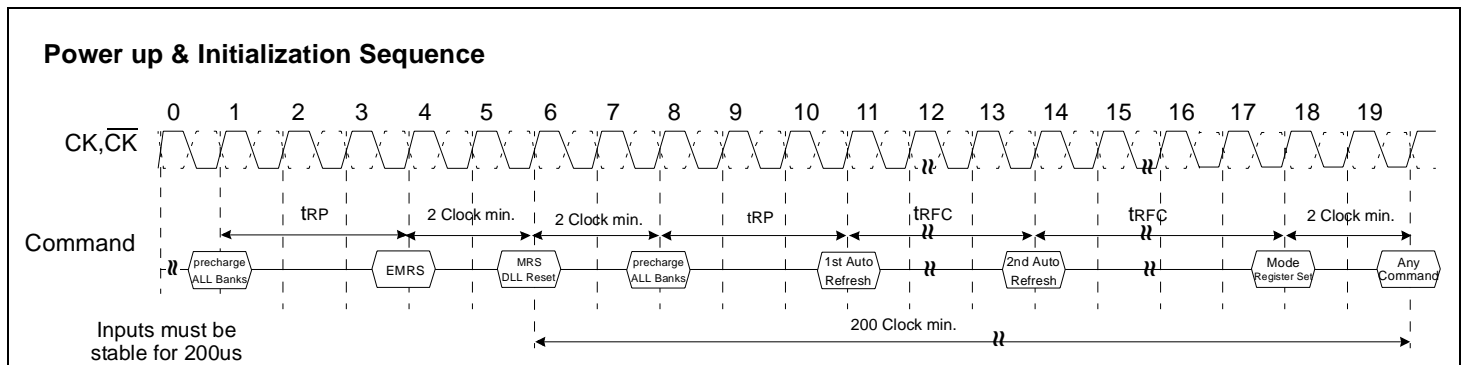 Power up & Initialization Sequence
0 1 2 3 4 5 6 7 8 9 10 11 12 13 14 15 16 17 18 19
CK,CK
tRP 2 Clock min. 2 Clock min. tRP tRFC tRFC 2 Clock min.
Command
precharge
ALL Banks
EMRS
MRS
DLL Reset
precharge
ALL Banks
1st Auto
Refresh
2nd Auto
Refresh
Mode
Register Set
Any
Command
200 Clock min.
Inputs must be
stable for 200us